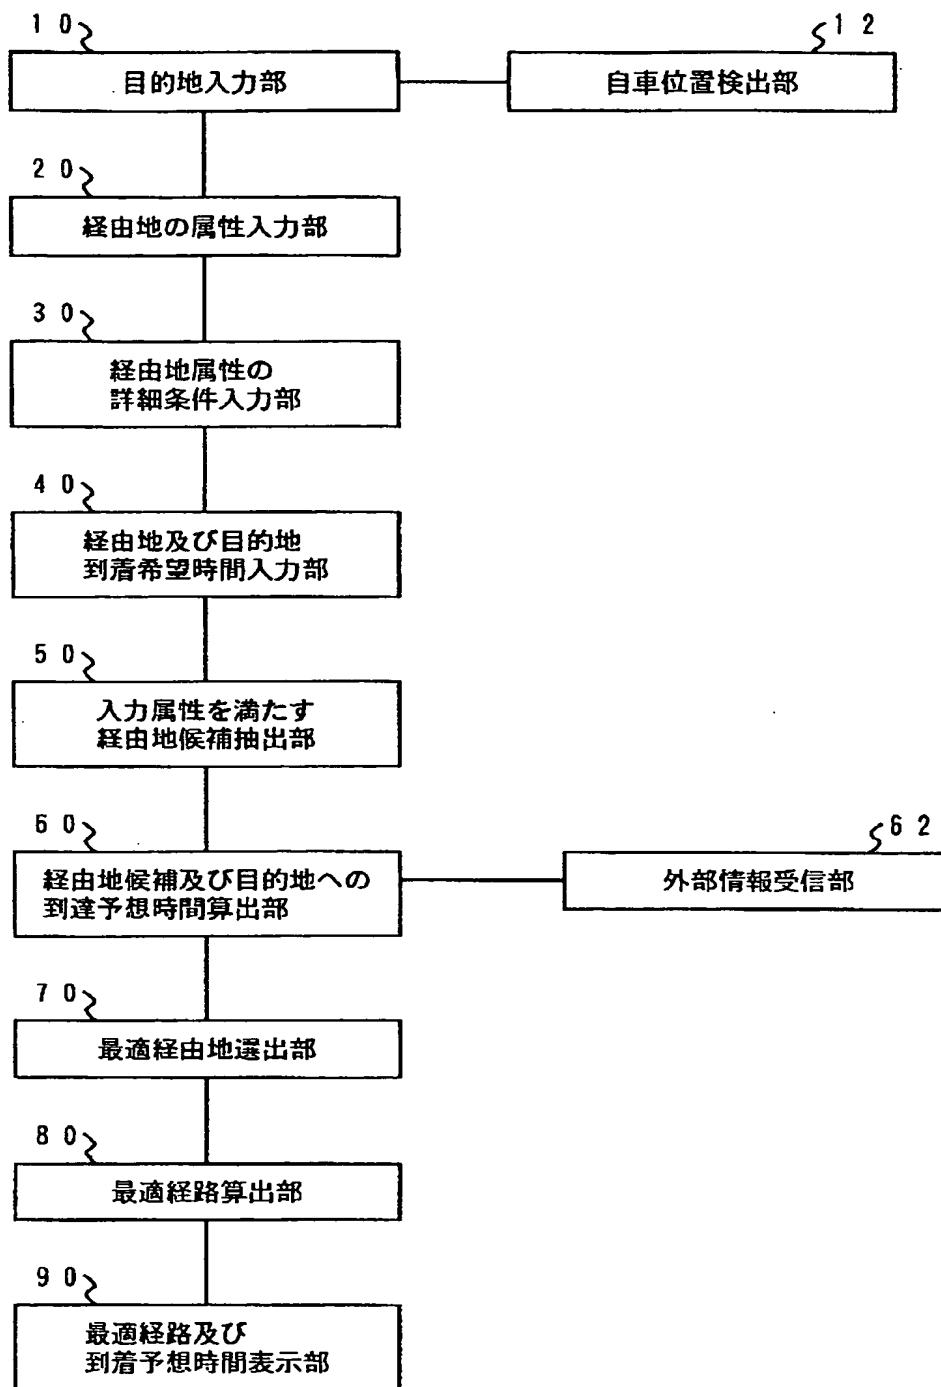 10
12
目的地入力部
自車位置検出部
20
経由地の属性入力部
30
経由地属性の
詳細条件入力部
40
経由地及び目的地
到着希望時間入力部
50
入力属性を満たす
経由地候補抽出部
60
62
経由地候補及び目的地への
到達予想時間算出部
外部情報受信部
70
最適経由地選出部
80
最適経路算出部
90
最適経路及び
到着予想時間表示部